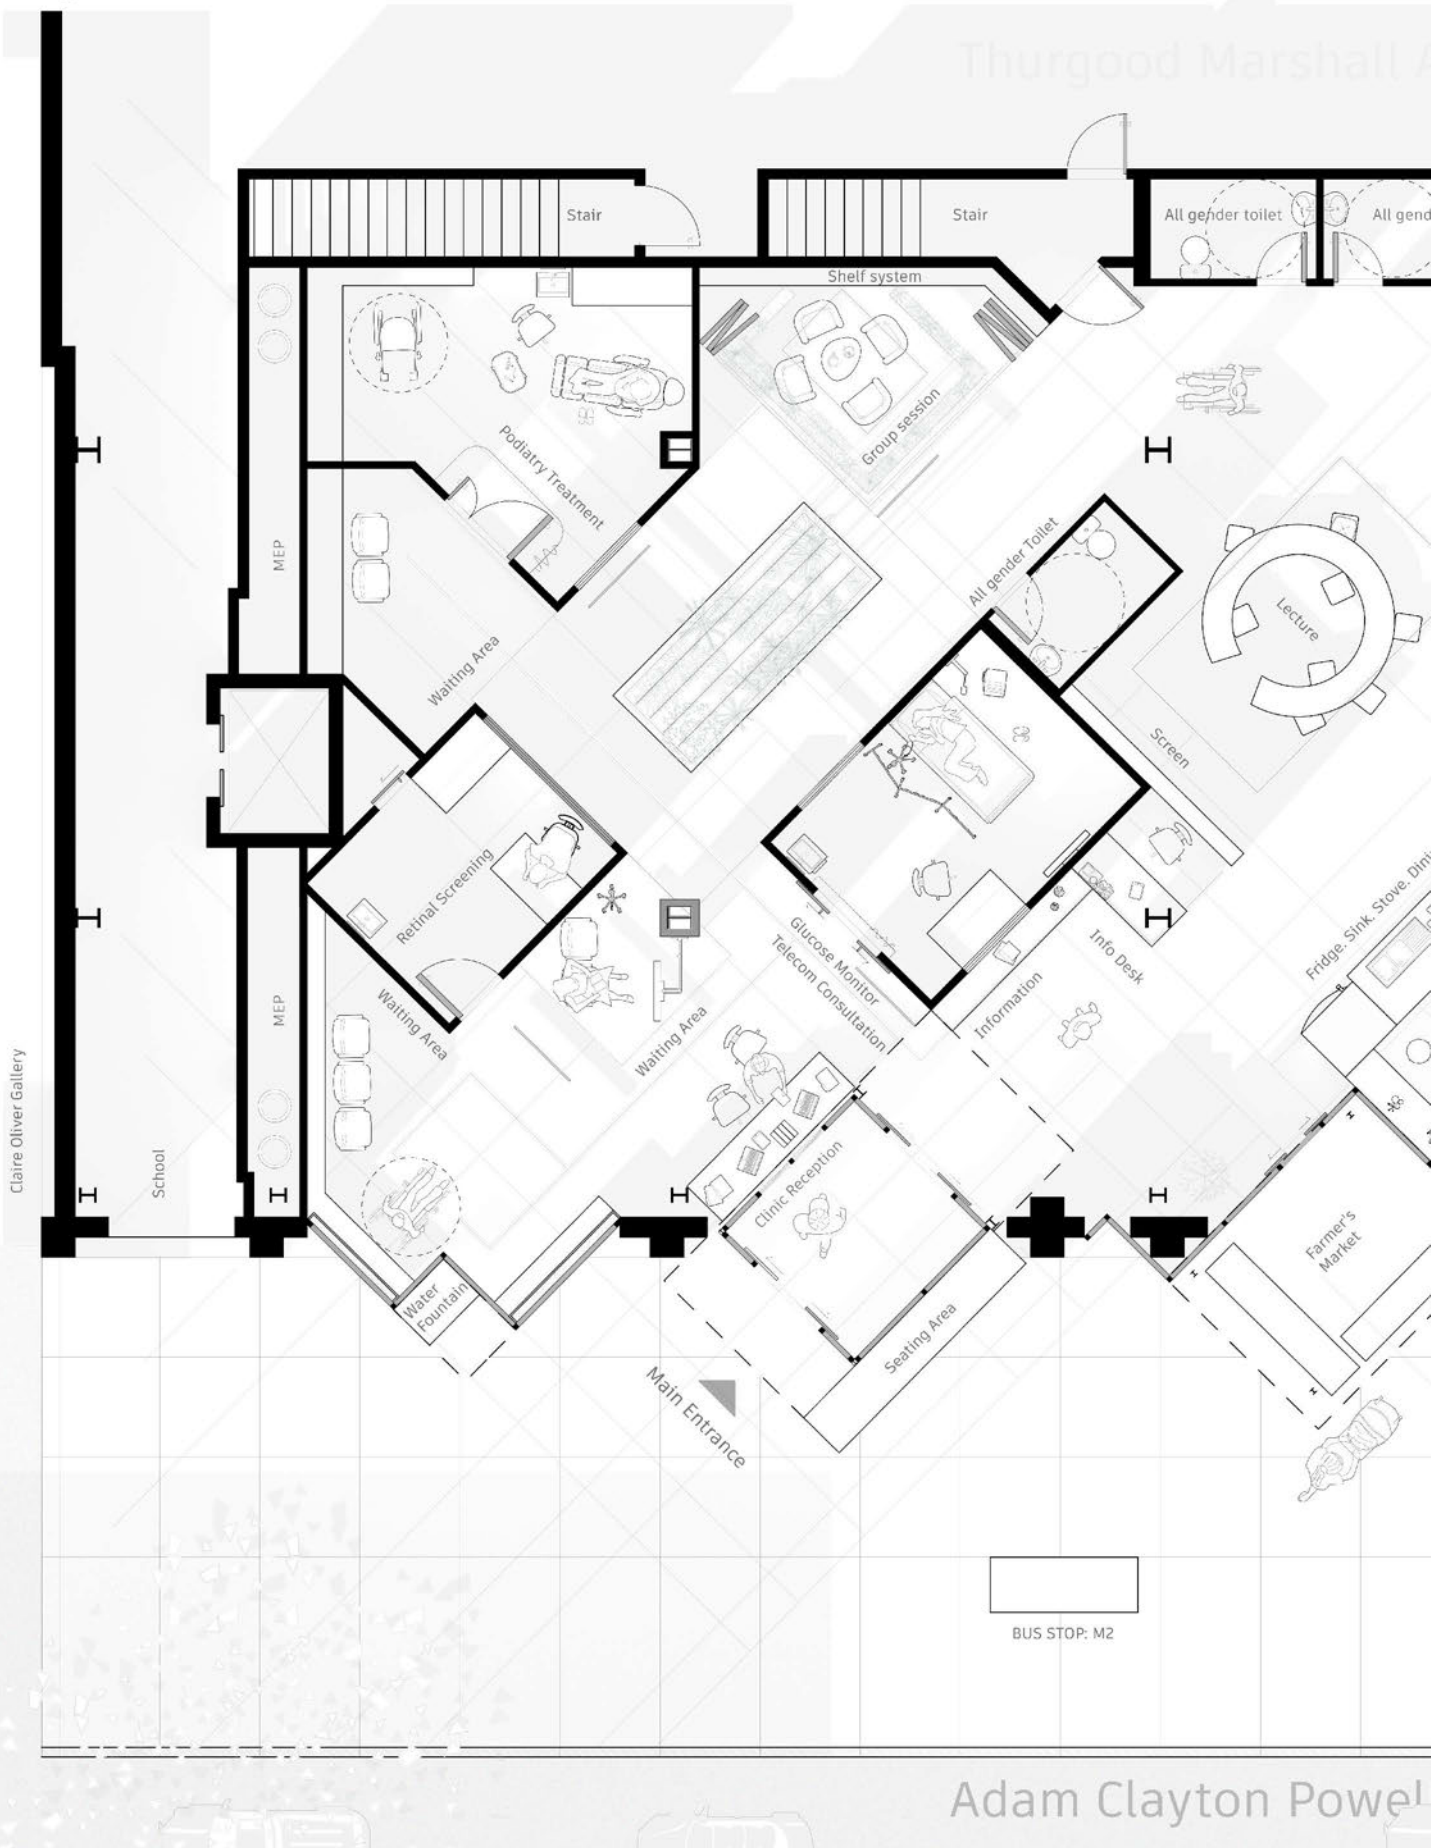 Thurgood Marshall A
Stair
Stair
All gender toilet
All gend
Shelf system
Group session
Podiatry Treatment
MEP
All gender Toilet
Lecture
Waiting Area
Screen
Retinal Screening
Fridge. Sink. Stove. Dini
Glucose Monitor
Telecom Consultation
Info Desk
Information
MEP
Waiting Area
Waiting Area
Claire Oliver Gallery
School
Clinic Reception
Farmer's
Market
Water
Fountain
Seating Area
Main Entrance
BUS STOP: M2
Adam Clayton Powel